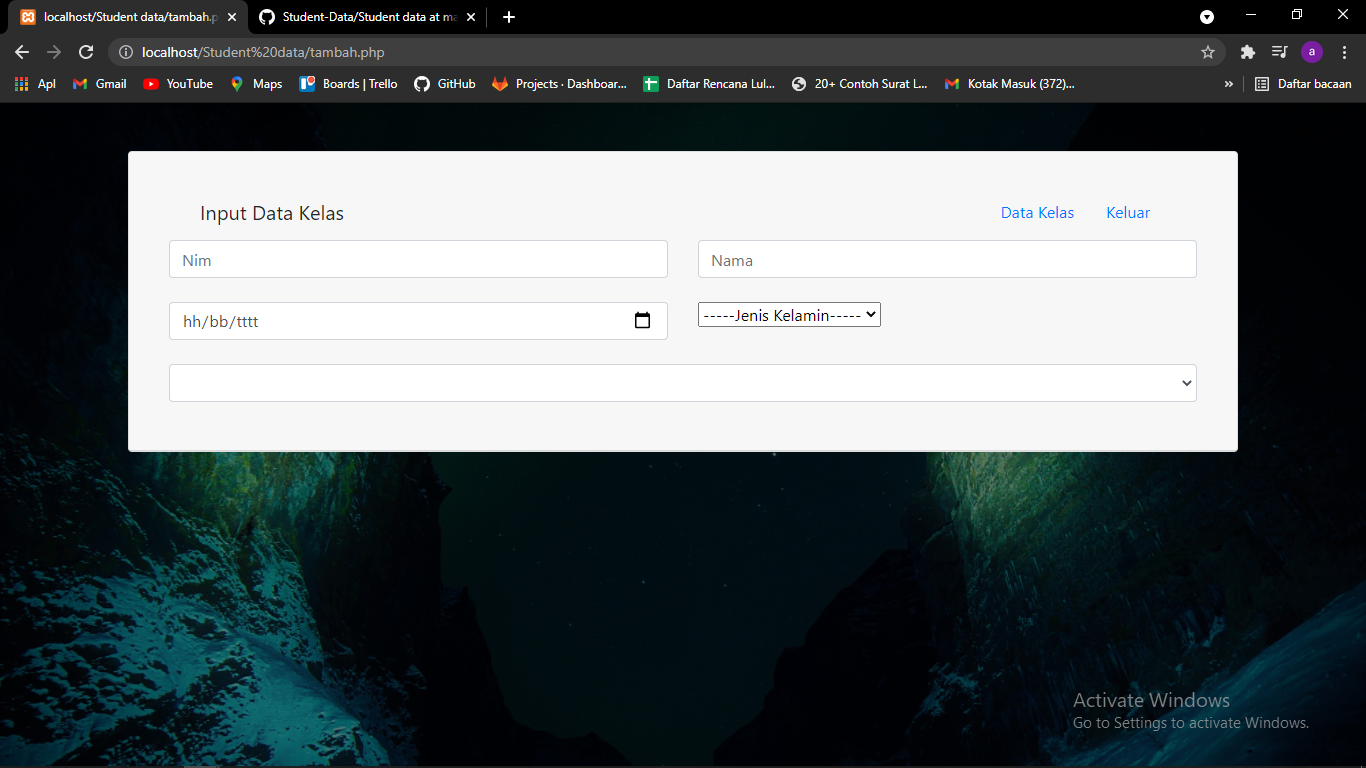 localhost/Student data/tambah.p
Student-Data/Student data at ma
localhost/Student%20data/tambah.php
a
Apl
Gmail
YouTube
Maps
Boards | Trello
GitHub
Projects · Dashboar...
Daftar Rencana Lul...
20+ Contoh Surat L...
Kotak Masuk (372)...
»
Daftar bacaan
Input Data Kelas
Data Kelas
Keluar
Nim
Nama
hh/bb/tttt
-----Jenis Kelamin-----
Activate Windows
Go to Settings to activate Windows.